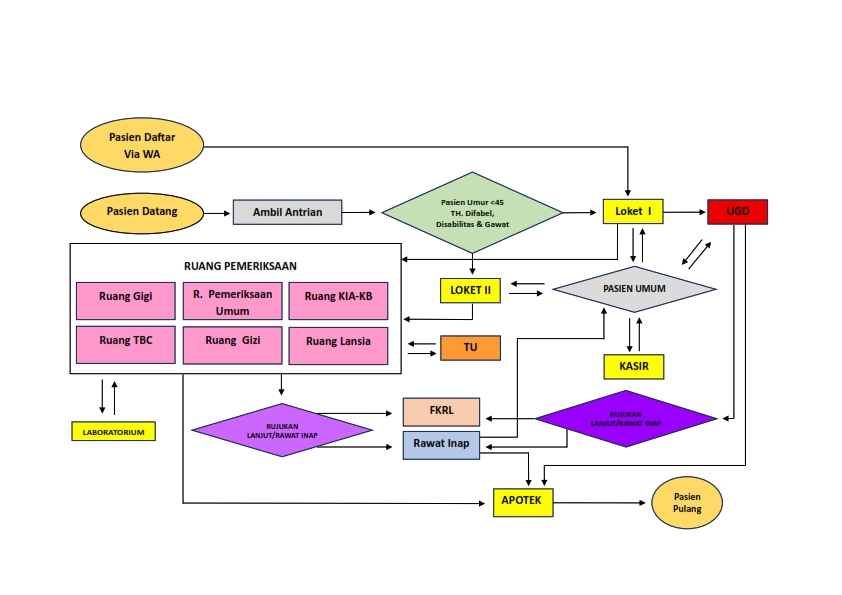 Pasien Daftar
Via WA
Pasien Datang
Ambil Antrian
Pasien Umur <45
TH. Difabel,
Disabilitas & Gawat
Loket I
UGD
RUANG PEMERIKSAAN
Ruang Gigi
R. Pemeriksaan
Umum
Ruang KIA-KB
Ruang TBC
Ruang Gizi
Ruang Lansia
LOKET II
PASIEN UMUM
TU
KASIR
LABORATORIUM
RUJUKAN
LANJUT/RAWAT INAP
FKRL
Rawat Inap
RUJUKAN
LANJUT/RAWAT INAP
APOTEK
Pasien
Pulang